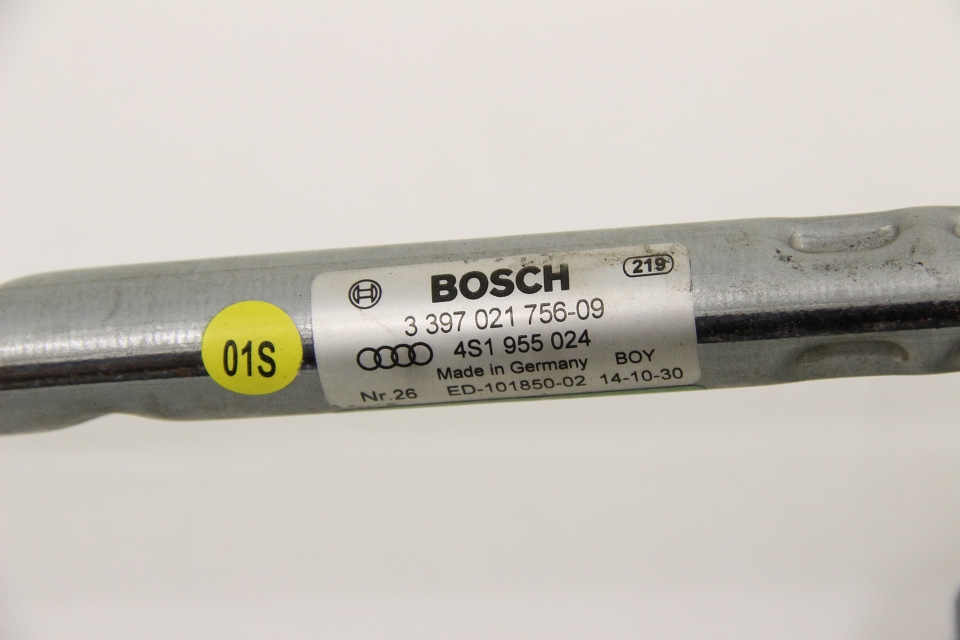 01S
BOSCH 219
3 397 021 756-09
4S1 955 024
Made in Germany BOY
Nr.26 ED-101850-02 14-10-30